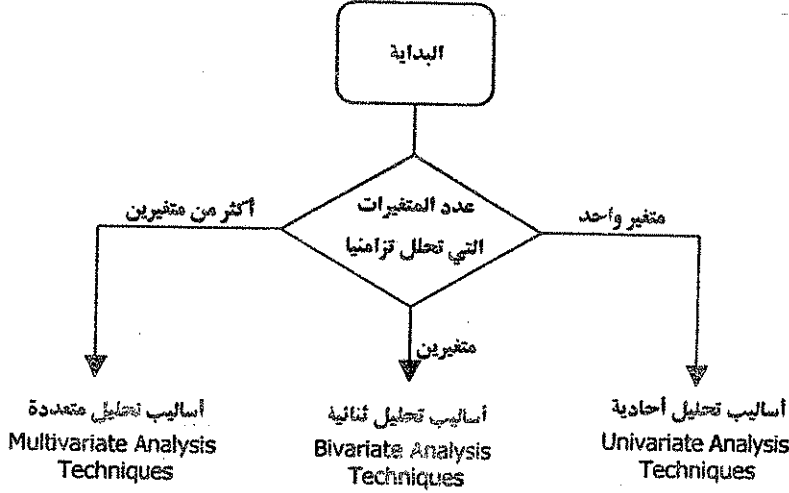 البداية
عدد المتغيرات
التي تحلل تزامنيا
متغير واحد
أكثر من متغيرين
متغيرين
أساليب تحليل أحادية
Univariate Analysis
Techniques
أساليب تحليل ثنائية
Bivariate Analysis
Techniques
أساليب تحليل متعددة
Multivariate Analysis
Techniques